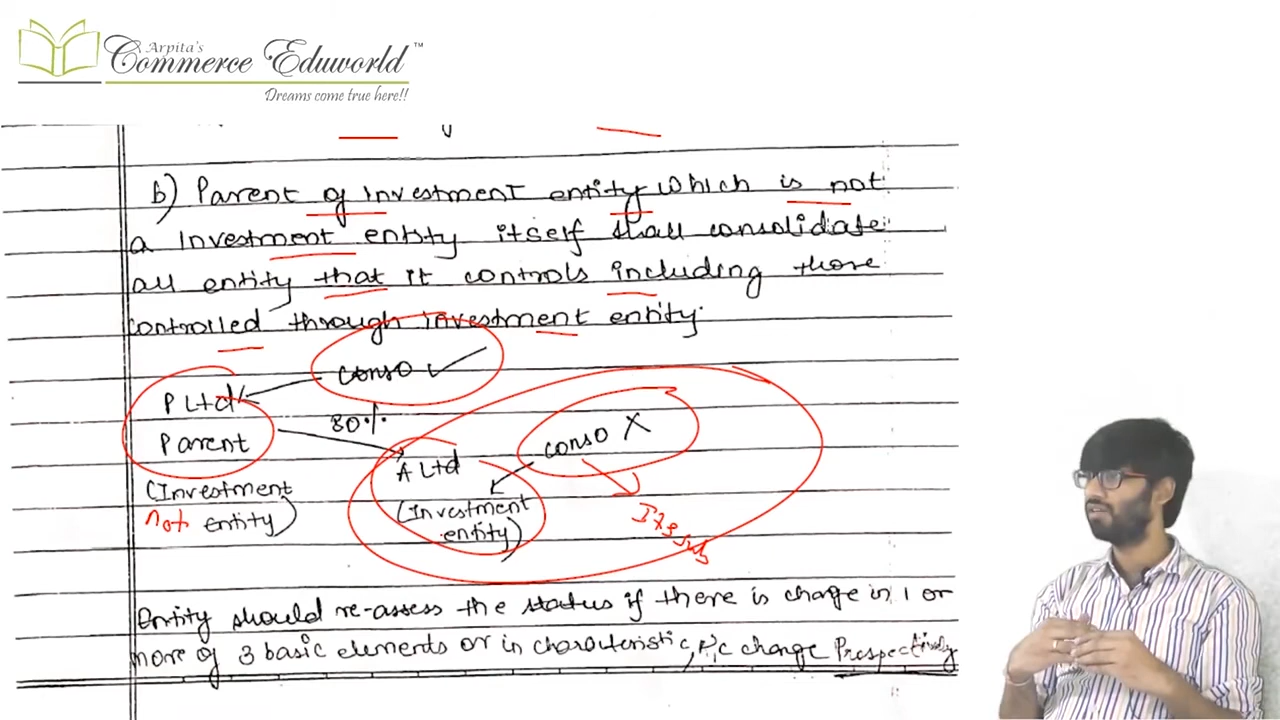 Arpita's
Commerce Eduworld™
Dreams come true here!!
b) Parent of investment entity which is not
a investment entity itself shall consolidate
all entity that it controls including those
controlled through investment entity.
conso ✓
P Ltd
80%
Parent
conso X
A Ltd
(Investment
not entity)
(Investment
entity)
Entity should re-assess the status if there is change in 1 or
more of 3 basic elements or in characteristic, change Prospectively